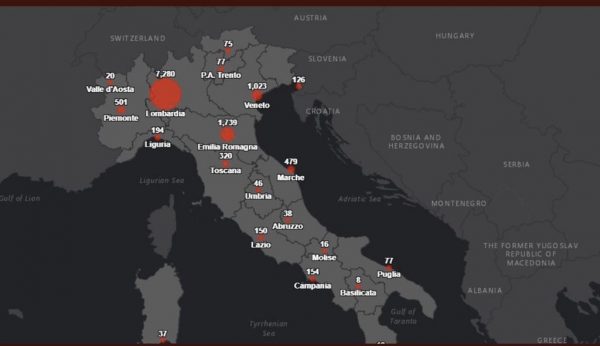 AUSTRIA
HUNGARY
SWITZERLAND
75
SLOVENIA
77
P.A. Trento
20
Valle d'Aosta
7,280
Lombardia
1,023
Veneto
126
501
Piemonte
CROATIA
194
Liguria
1,739
Emilia Romagna
BOSNIA AND
HERZEGOVINA
320
Toscana
479
Marche
SERBIA
Ligurian Sea
46
Umbria
Gulf of Lion
Adriatic Sea
MONTENEGRO
38
Abruzzo
150
Lazio
16
Molise
THE FORMER YUGOSLAV
REPUBLIC OF
MACEDONIA
77
Puglia
154
Campania
8
Basilicata
ALBANIA
Gulf of
Taranto
Tyrrhenian
Sea
37
GREECE